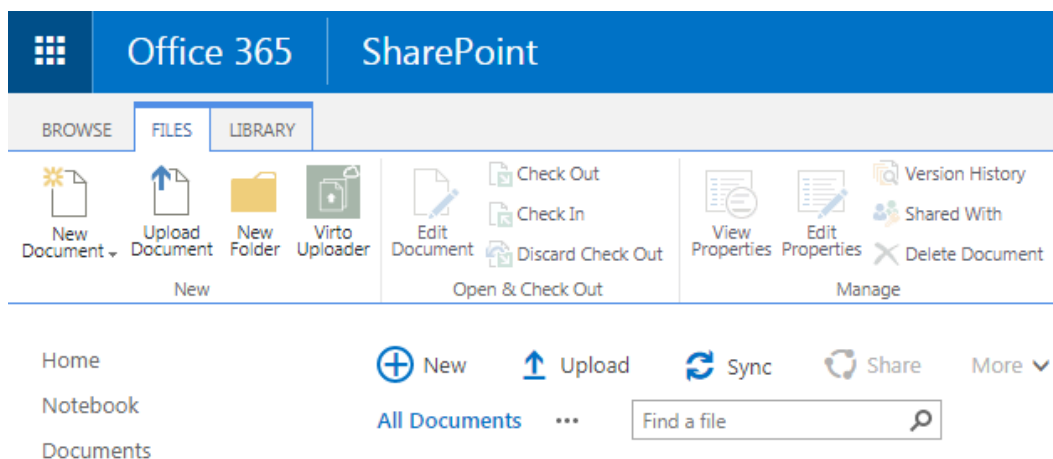 Office 365 SharePoint
BROWSE FILES LIBRARY
New Document
Upload Document
New Folder
Virto Uploader
New
Edit Document
Check Out
Check In
Discard Check Out
Open & Check Out
View Properties
Edit Properties
Version History
Shared With
Delete Document
Manage
Home
Notebook
Documents
New Upload Sync Share More
All Documents ••• Find a file